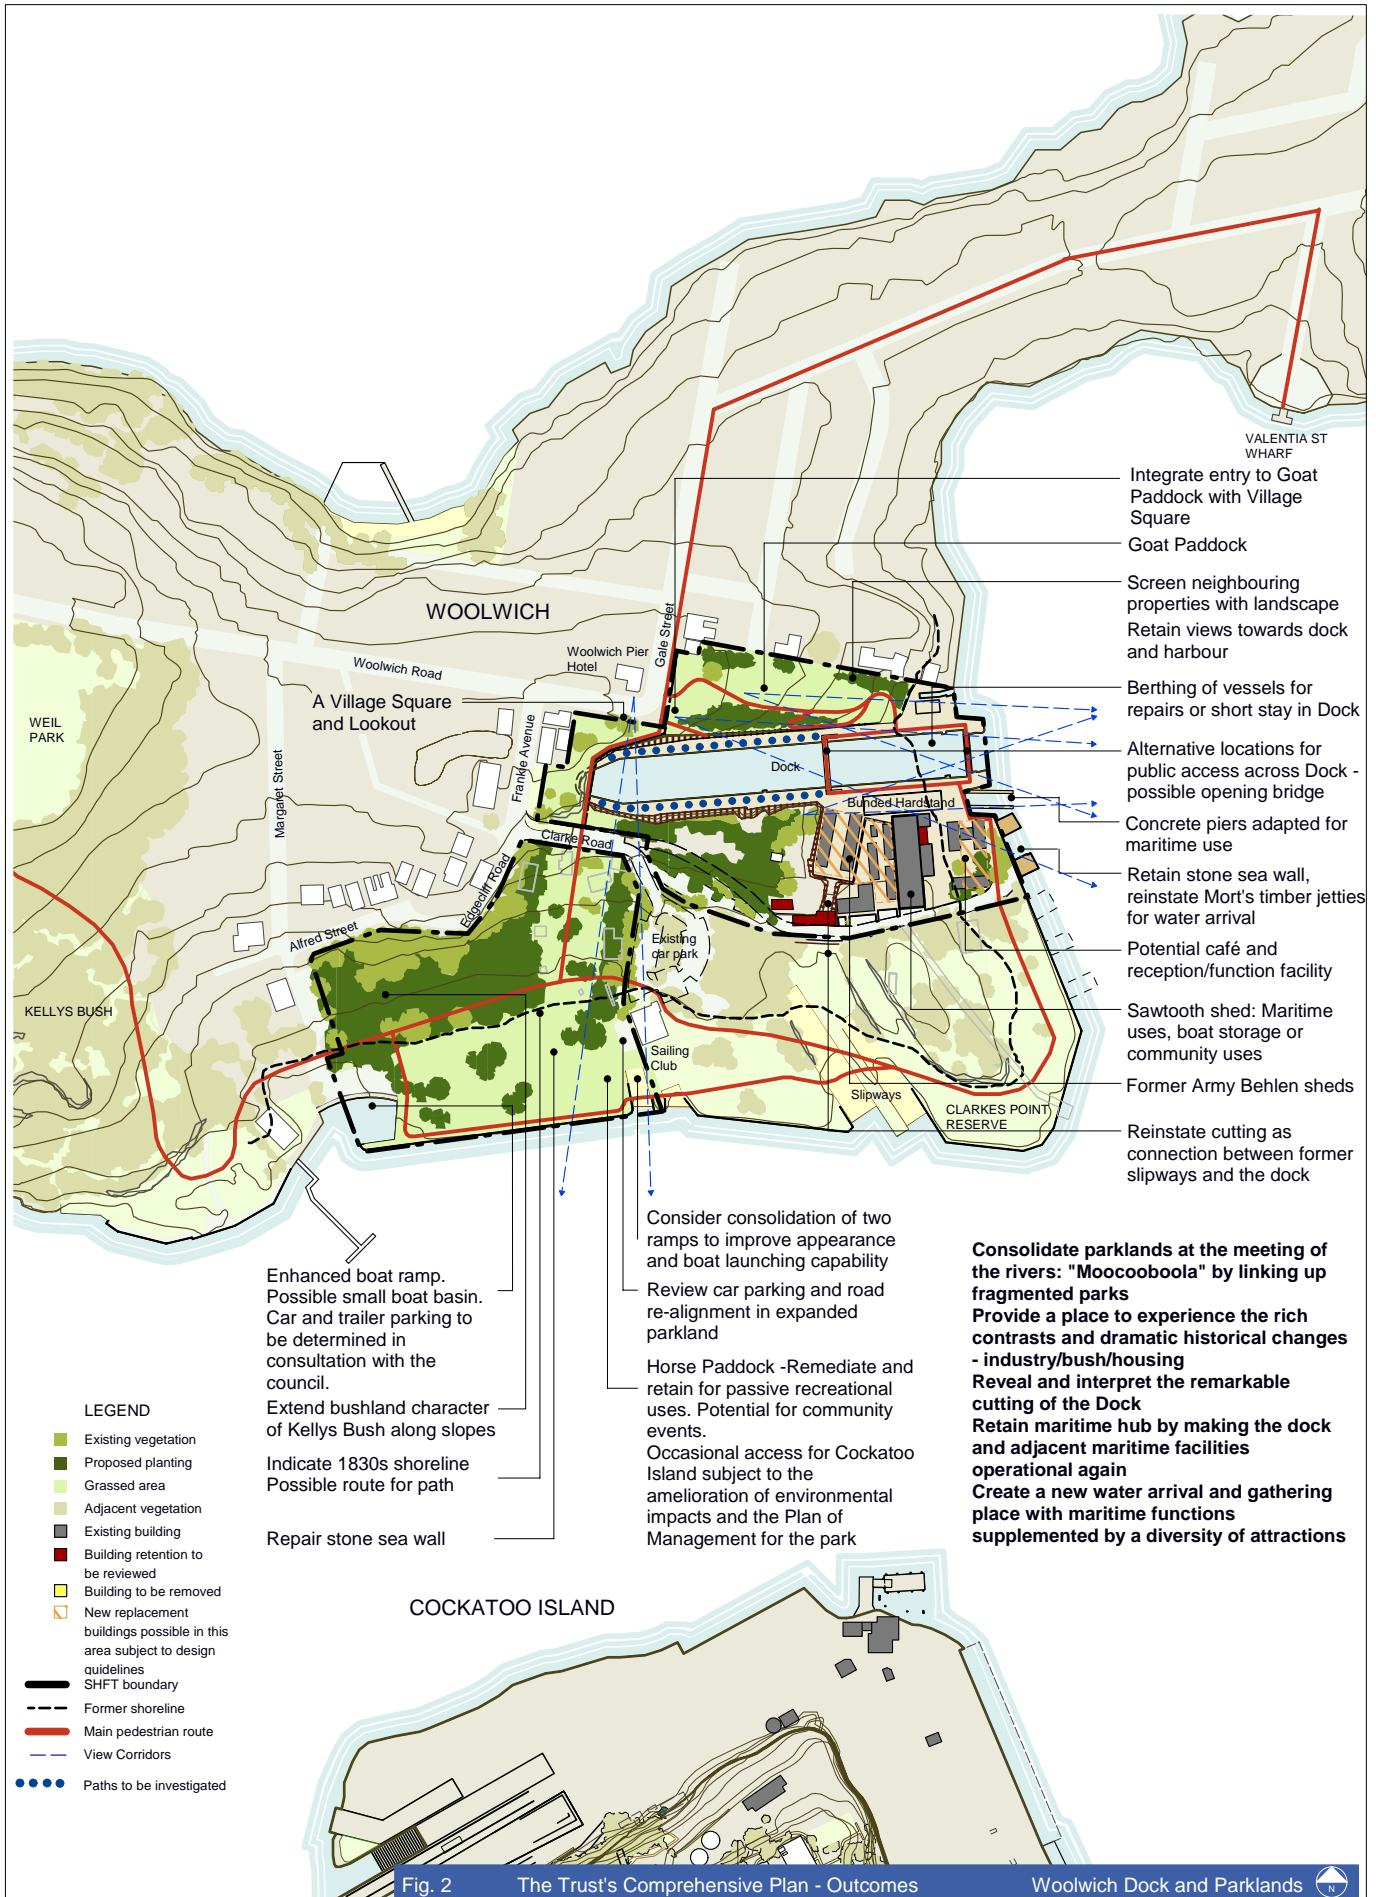 VALENTIA ST
WHARF
Integrate entry to Goat
Paddock with Village
Square
Goat Paddock
Screen neighbouring
properties with landscape
Retain views towards dock
and harbour
Berthing of vessels for
repairs or short stay in Dock
Alternative locations for
public access across Dock -
possible opening bridge
Concrete piers adapted for
maritime use
Retain stone sea wall,
reinstate Mort's timber jetties
for water arrival
Potential café and
reception/function facility
Sawtooth shed: Maritime
uses, boat storage or
community uses
Former Army Behlen sheds
Reinstate cutting as
connection between former
slipways and the dock
WOOLWICH
Woolwich Road
Woolwich Pier
Hotel
Gale Street
A Village Square
and Lookout
WEIL
PARK
Margaret Street
Frankle Avenue
Dock
Bunded Hardstand
Clarke Road
Edgecliff Road
Alfred Street
Existing
car park
KELLYS BUSH
Sailing
Club
Slipways
CLARKES POINT
RESERVE
Enhanced boat ramp.
Possible small boat basin.
Car and trailer parking to
be determined in
consultation with the
council.
Extend bushland character
of Kellys Bush along slopes
Indicate 1830s shoreline
Possible route for path
Repair stone sea wall
Consider consolidation of two
ramps to improve appearance
and boat launching capability
Review car parking and road
re-alignment in expanded
parkland
Horse Paddock -Remediate and
retain for passive recreational
uses. Potential for community
events.
Occasional access for Cockatoo
Island subject to the
amelioration of environmental
impacts and the Plan of
Management for the park
Consolidate parklands at the meeting of
the rivers: "Moocooboola" by linking up
fragmented parks
Provide a place to experience the rich
contrasts and dramatic historical changes
- industry/bush/housing
Reveal and interpret the remarkable
cutting of the Dock
Retain maritime hub by making the dock
and adjacent maritime facilities
operational again
Create a new water arrival and gathering
place with maritime functions
supplemented by a diversity of attractions
LEGEND
Existing vegetation
Proposed planting
Grassed area
Adjacent vegetation
Existing building
Building retention to
be reviewed
Building to be removed
New replacement
buildings possible in this
area subject to design
guidelines
SHFT boundary
Former shoreline
Main pedestrian route
View Corridors
Paths to be investigated
COCKATOO ISLAND
Fig. 2 The Trust's Comprehensive Plan - Outcomes Woolwich Dock and Parklands
N